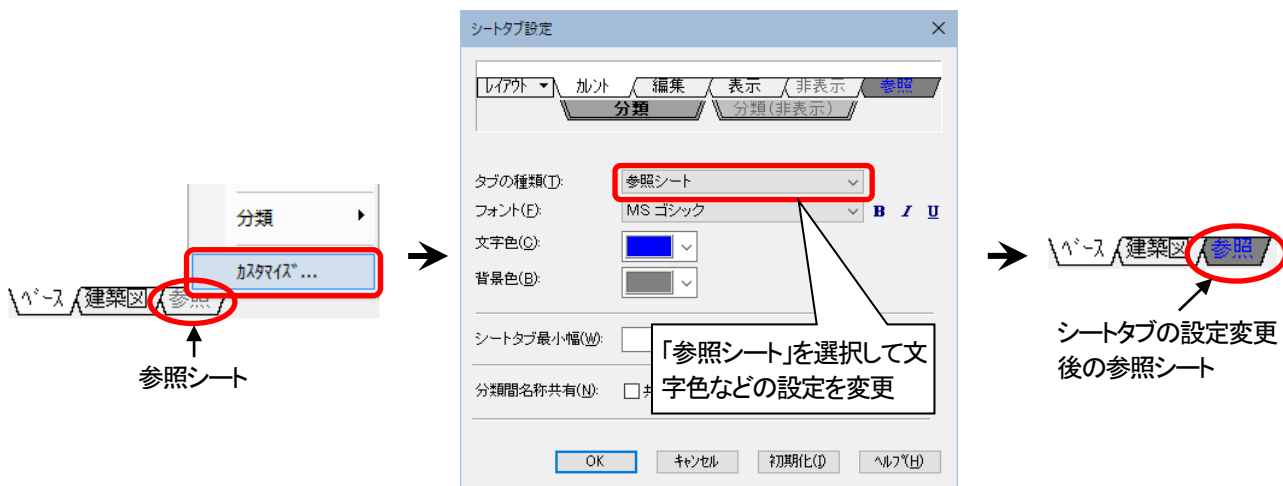 分類
カスタマイズ...
ベース
建築図
参照
参照シート
シートタブ設定
レイアウト カレント 編集 表示 非表示 参照
分類 分類(非表示)
タブの種類(T): 参照シート
フォント(F): MS ゴシック B I U
文字色(C):
背景色(B):
シートタブ最小幅(W):
分類間名称共有(N): 共
「参照シート」を選択して文
字色などの設定を変更
OK キャンセル 初期化(I) ヘルプ(H)
ベース
建築図
参照
シートタブの設定変更
後の参照シート